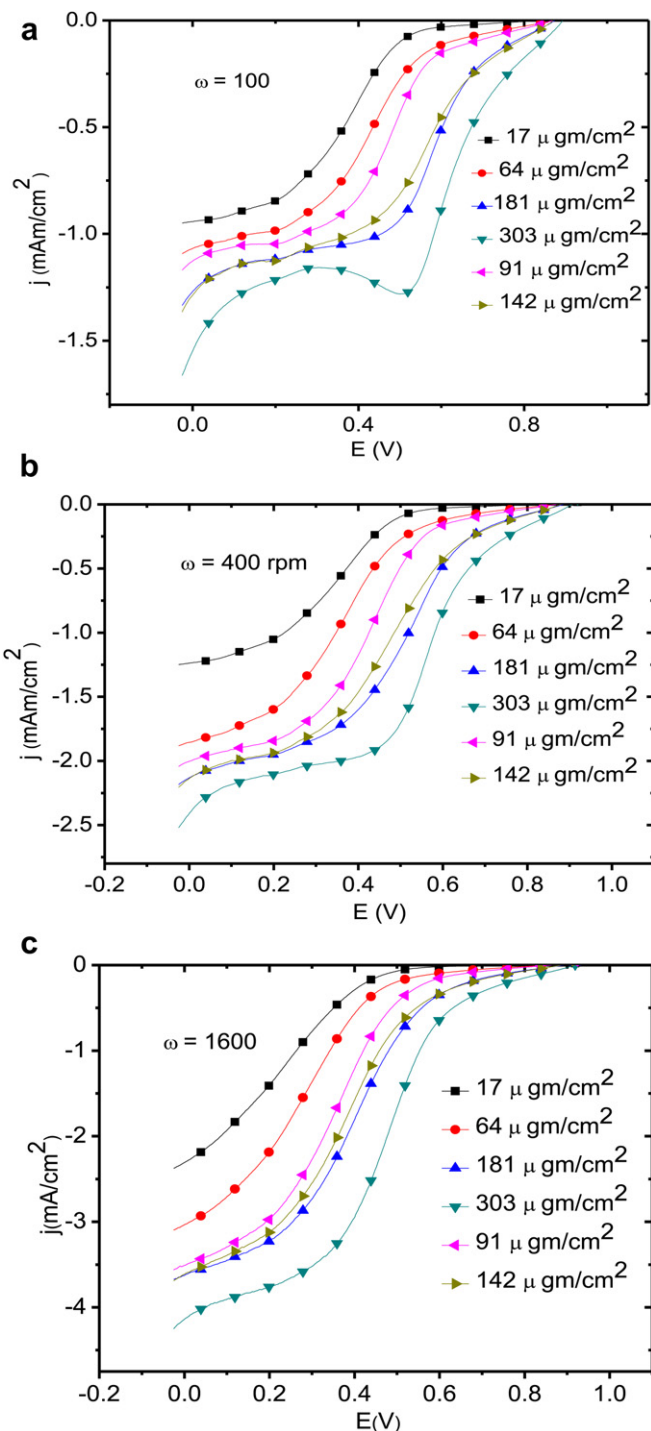 a
0.0
-0.5
-1.0
-1.5
j (mAm/cm²)
ω = 100
17 μ gm/cm²
64 μ gm/cm²
181 μ gm/cm²
303 μ gm/cm²
91 μ gm/cm²
142 μ gm/cm²
0.0 0.4 0.8
E (V)
b
0.0
-0.5
-1.0
-1.5
-2.0
-2.5
j (mAm/cm²)
ω = 400 rpm
17 μ gm/cm²
64 μ gm/cm²
181 μ gm/cm²
303 μ gm/cm²
91 μ gm/cm²
142 μ gm/cm²
-0.2 0.0 0.2 0.4 0.6 0.8 1.0
E (V)
c
0
-1
-2
-3
-4
j(mA/cm²)
ω = 1600
17 μ gm/cm²
64 μ gm/cm²
181 μ gm/cm²
303 μ gm/cm²
91 μ gm/cm²
142 μ gm/cm²
-0.2 0.0 0.2 0.4 0.6 0.8 1.0
E(V)